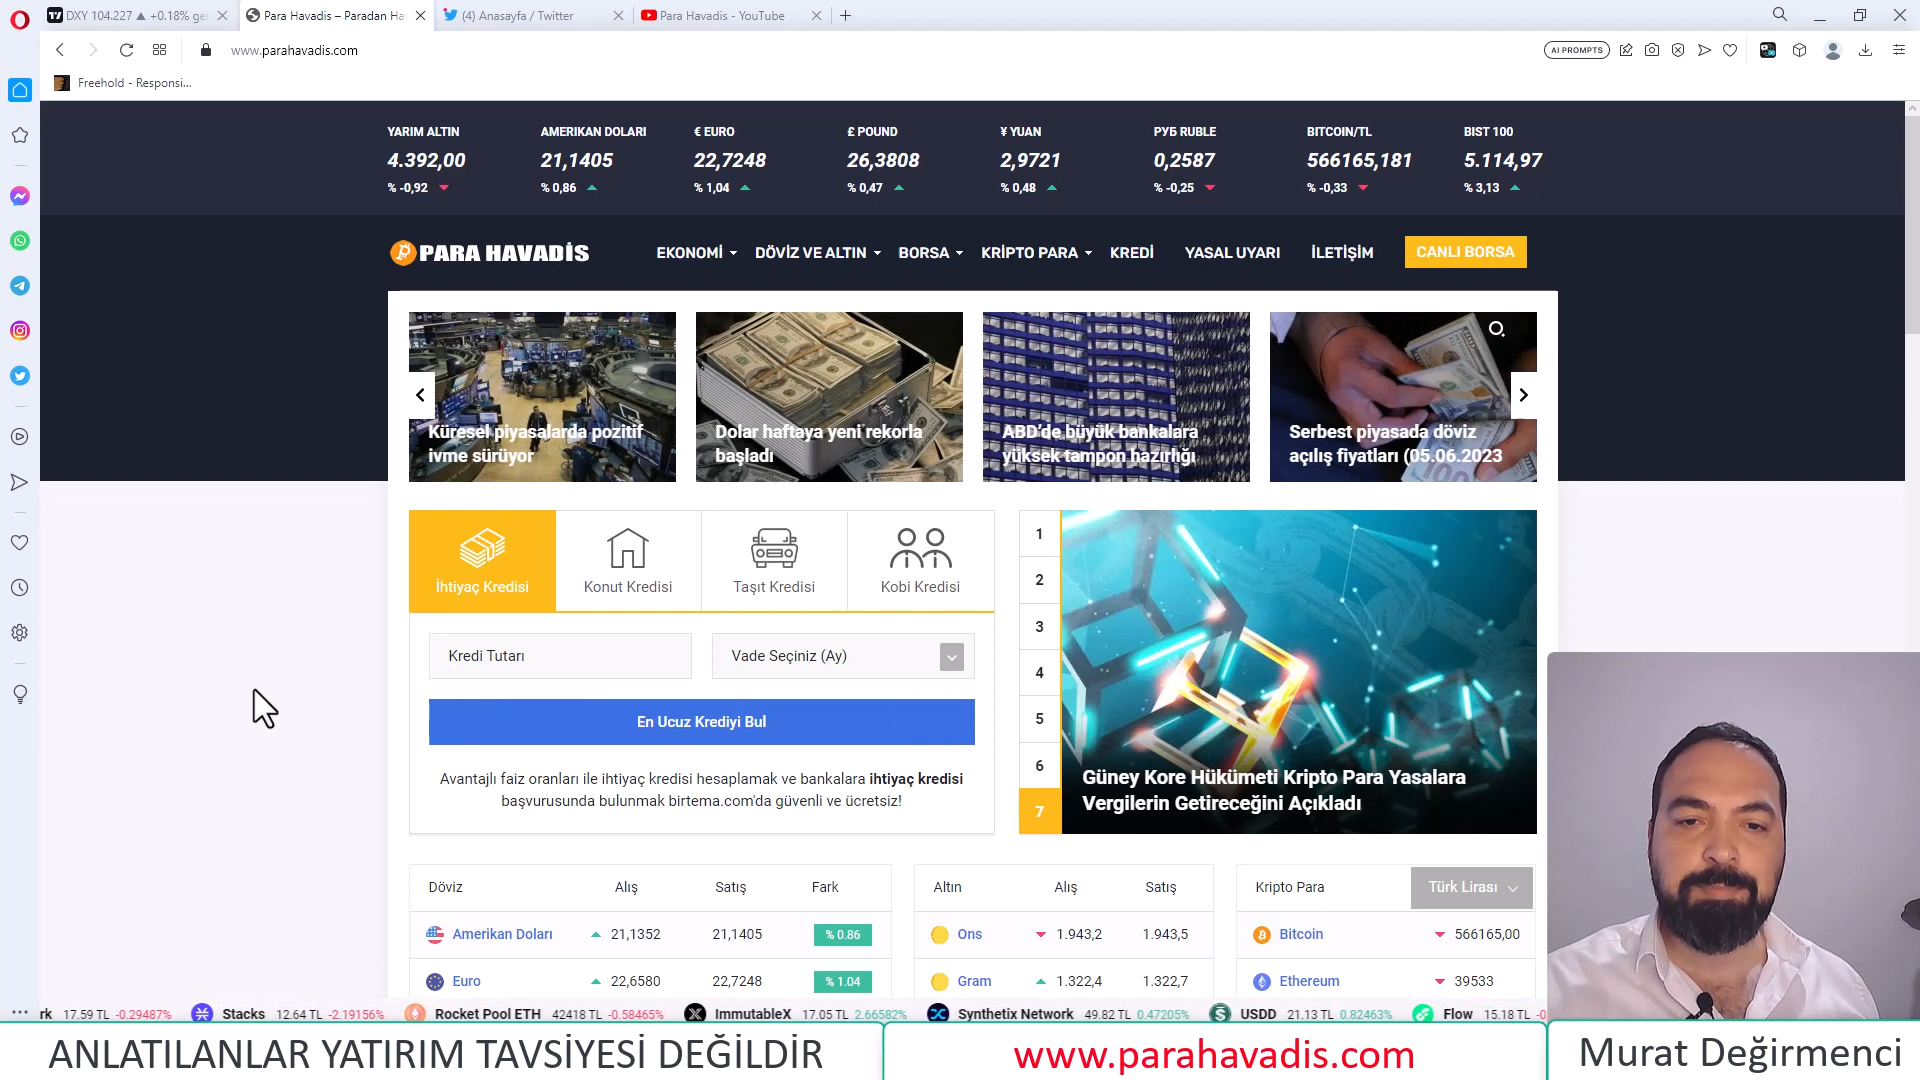 DXY 104.227 ▲ +0.18%
Para Havadis – Paradan Ha
(4) Anasayfa / Twitter
Para Havadis - YouTube
www.parahavadis.com
AI PROMPTS
Freehold - Responsi...
YARIM ALTIN
4.392,00
% -0,92
AMERIKAN DOLARI
21,1405
% 0,86
€ EURO
22,7248
% 1,04
£ POUND
26,3808
% 0,47
¥ YUAN
2,9721
% 0,48
РУБ RUBLE
0,2587
% -0,25
BITCOIN/TL
566165,181
% -0,33
BIST 100
5.114,97
% 3,13
PARA HAVADİS
EKONOMİ
DÖVİZ VE ALTIN
BORSA
KRİPTO PARA
KREDİ
YASAL UYARI
İLETİŞİM
CANLI BORSA
Küresel piyasalarda pozitif
ivme sürüyor
Dolar haftaya yeni rekorla
başladı
ABD'de büyük bankalara
yüksek tampon hazırlığı
Serbest piyasada döviz
açılış fiyatları (05.06.2023
İhtiyaç Kredisi
Konut Kredisi
Taşıt Kredisi
Kobi Kredisi
Kredi Tutarı
Vade Seçiniz (Ay)
En Ucuz Krediyi Bul
Avantajlı faiz oranları ile ihtiyaç kredisi hesaplamak ve bankalara ihtiyaç kredisi
başvurusunda bulunmak birtema.com'da güvenli ve ücretsiz!
1
2
3
4
5
6
7
Güney Kore Hükümeti Kripto Para Yasalara
Vergilerin Getireceğini Açıkladı
Döviz Alış Satış Fark
Amerikan Doları 21,1352 21,1405 % 0.86
Euro 22,6580 22,7248 % 1.04
Altın Alış Satış
Ons 1.943,2 1.943,5
Gram 1.322,4 1.322,7
Kripto Para Türk Lirası
Bitcoin 566165,00
Ethereum 39533
rk 17.59 TL -0.29487% Stacks 12.64 TL -2.19156% Rocket Pool ETH 42418 TL -0.58465% ImmutableX 17.05 TL 2.66582% Synthetix Network 49.82 TL 0.47205% USDD 21.13 TL 0.82463% Flow 15.18 TL -0
ANLATILANLAR YATIRIM TAVSİYESİ DEĞİLDİR
www.parahavadis.com
Murat Değirmenci